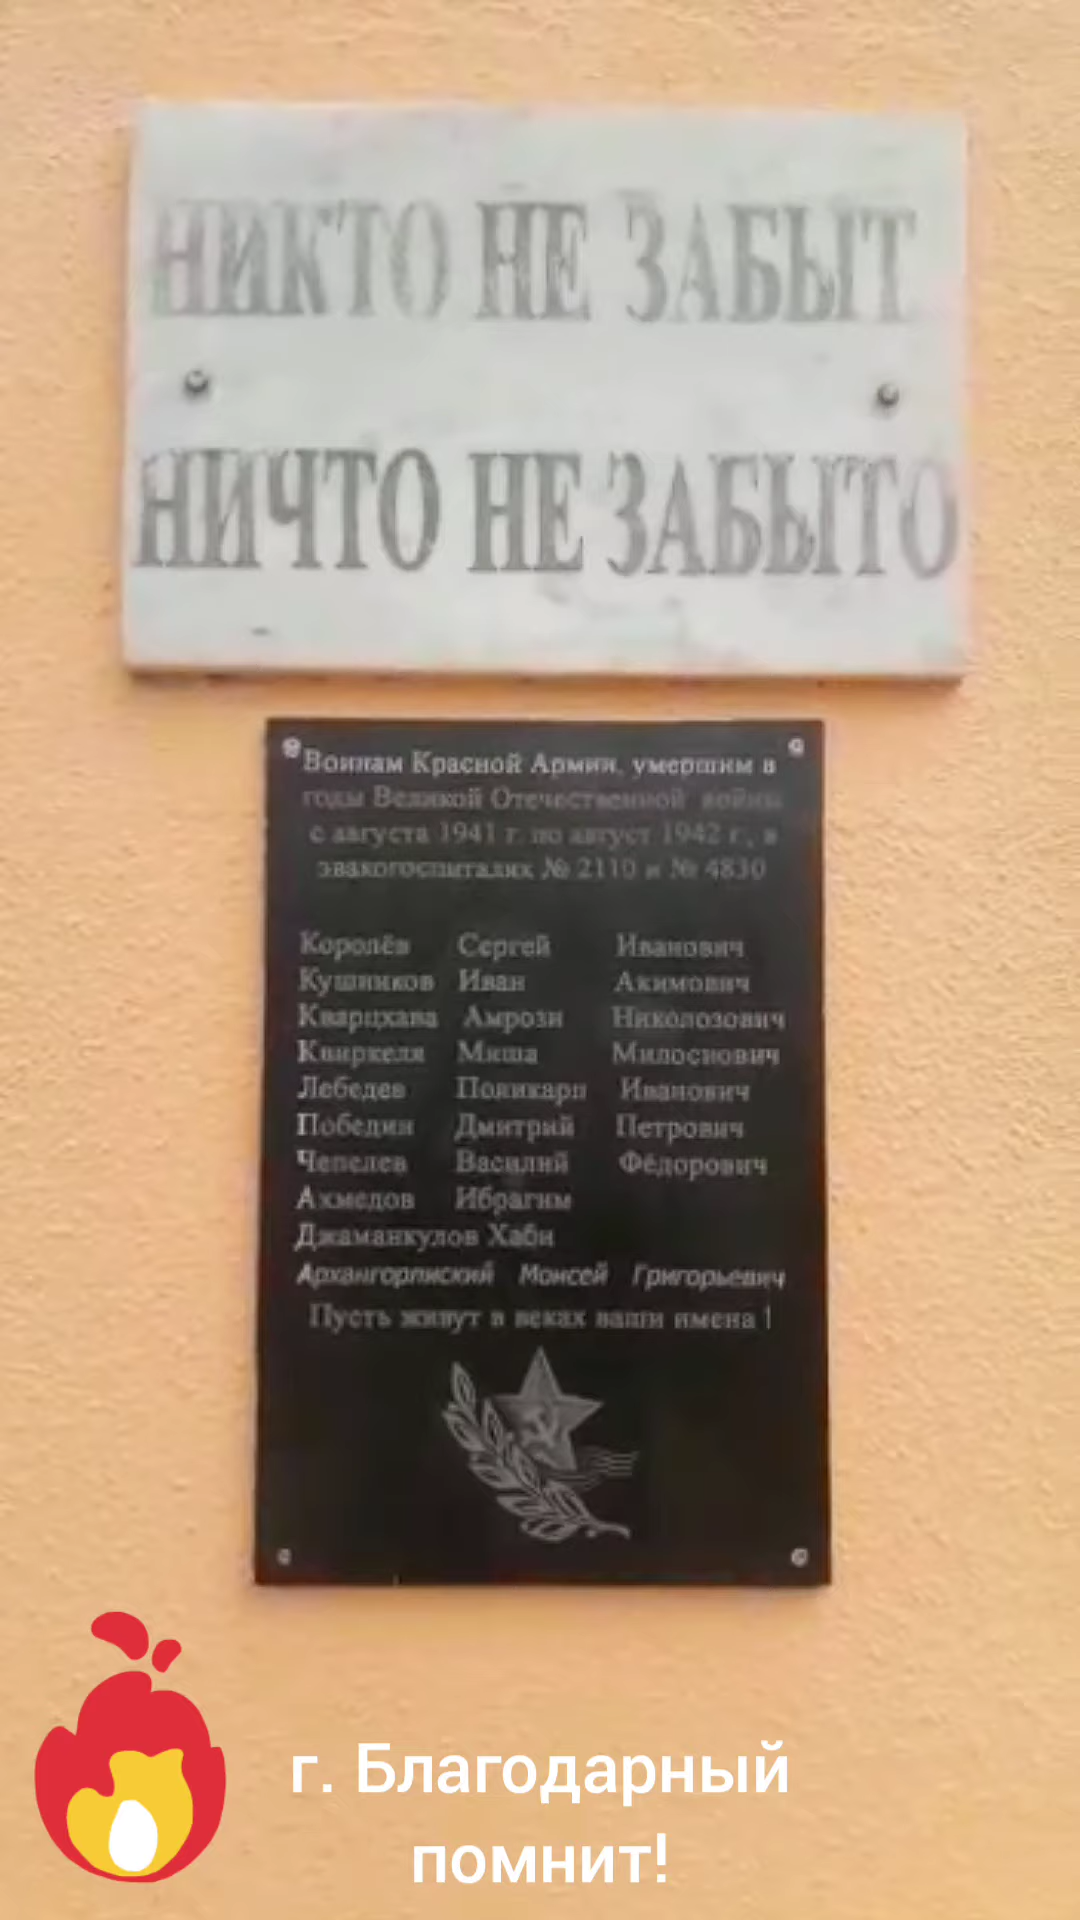 НИКТО НЕ ЗАБЫТ
НИЧТО НЕ ЗАБЫТО
Воинам Красной Армии, умершим в
годы Великой Отечественной войны
с августа 1941 г. по август 1942 г., в
эвакогоспиталях № 2110 и № 4830
Королёв Сергей Иванович
Кушников Иван Акимович
Кварцхава Амрози Николозович
Квиркеля Миша Милоснович
Лебедев Поликарп Иванович
Победин Дмитрий Петрович
Чепелев Василий Фёдорович
Ахмедов Ибрагим
Джаманкулов Хаби
Архангорлиский Моисей Григорьевич
Пусть живут в веках ваши имена !
г. Благодарный
помнит!